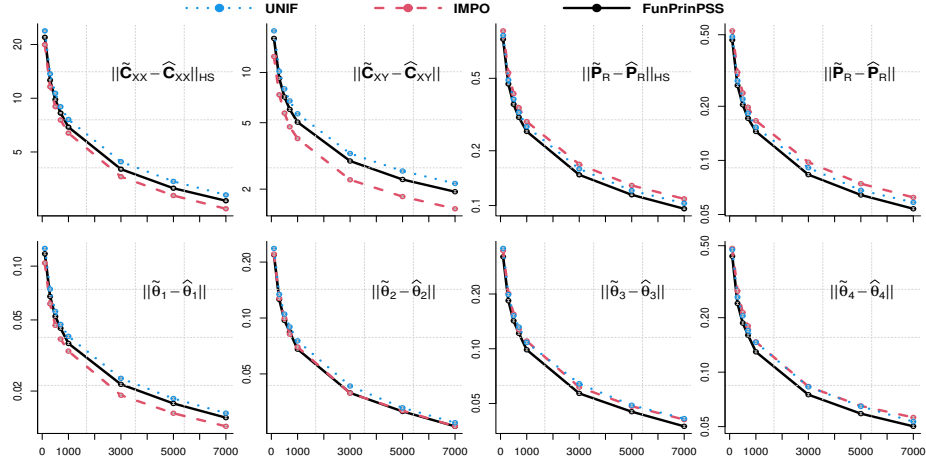 UNIF IMPO FunPrinPSS
||C̃XX − ĈXX||HS
20
10
5
||C̃XY − ĈXY||
10
5
2
||P̃R − P̂R||HS
0.5
0.2
0.1
||P̃R − P̂R||
0.50
0.20
0.10
0.05
||θ̃1 − θ̂1||
0.10
0.05
0.02
0 1000 3000 5000 7000
||θ̃2 − θ̂2||
0.20
0.10
0.05
0 1000 3000 5000 7000
||θ̃3 − θ̂3||
0.20
0.10
0.05
0 1000 3000 5000 7000
||θ̃4 − θ̂4||
0.50
0.20
0.10
0.05
0 1000 3000 5000 7000